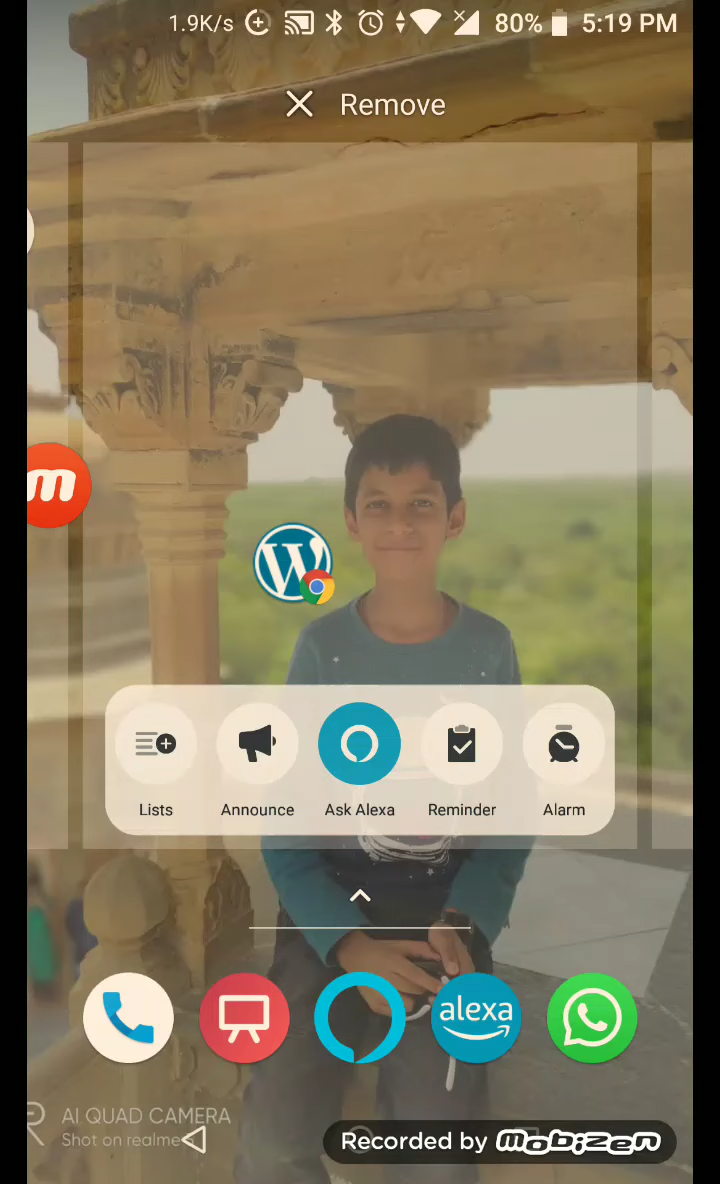 1.9K/s 80% 5:19 PM
Remove
m
W
Lists Announce Ask Alexa Reminder Alarm
alexa
AI QUAD CAMERA
Shot on realme
Recorded by mobizen